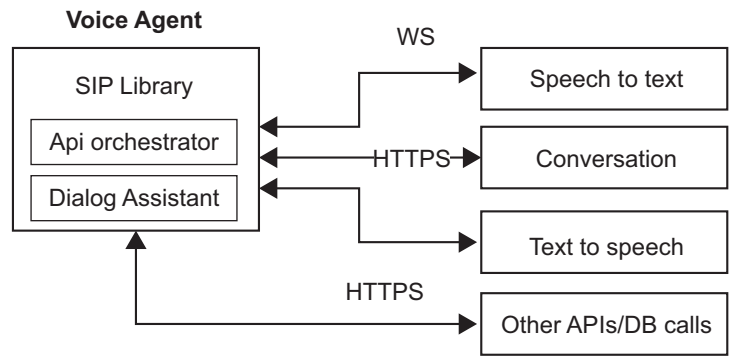 Voice Agent
WS
SIP Library
Speech to text
Api orchestrator
HTTPS
Conversation
Dialog Assistant
Text to speech
HTTPS
Other APIs/DB calls